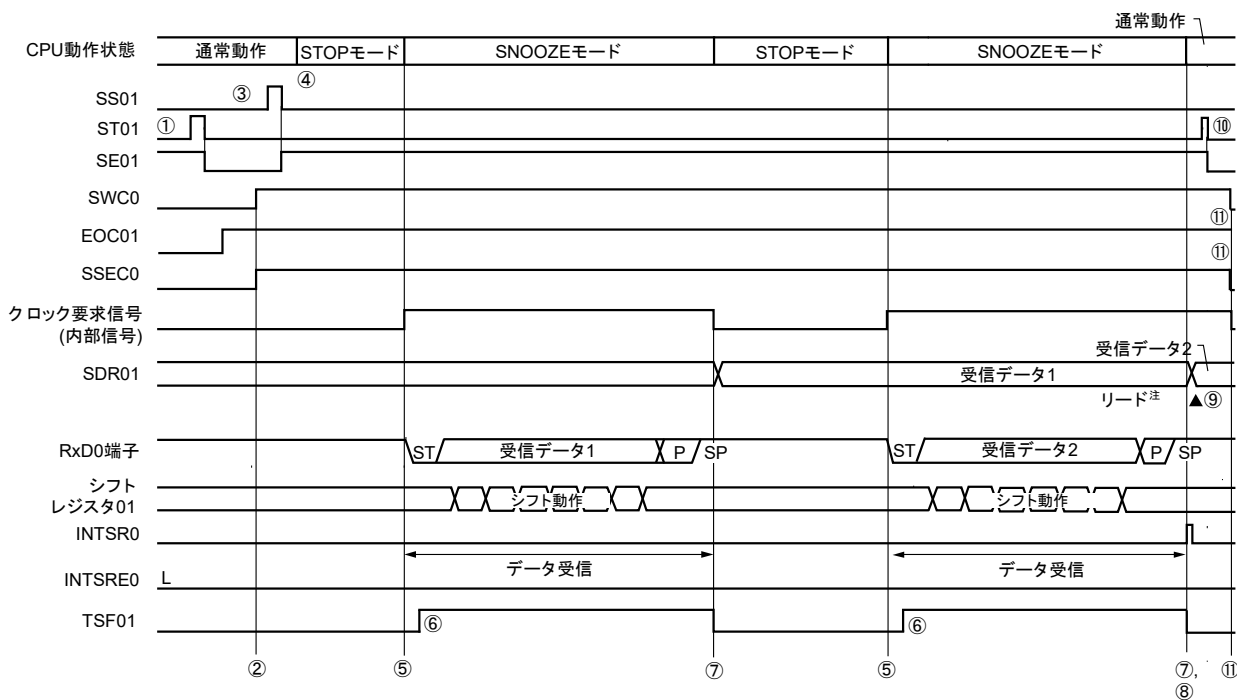 通常動作
CPU動作状態 通常動作 STOPモード SNOOZEモード STOPモード SNOOZEモード
④
SS01 ③
ST01 ① ⑩
SE01
SWC0
⑪
EOC01
⑪
SSEC0
クロック要求信号
(内部信号)
受信データ2
SDR01 受信データ1
リード注 ▲⑨
RxD0端子 ST 受信データ1 P SP ST 受信データ2 P SP
シフト
レジスタ01 シフト動作 シフト動作
INTSR0
データ受信 データ受信
INTSRE0 L
TSF01 ⑥ ⑥
② ⑤ ⑦ ⑤ ⑦, ⑪
⑧